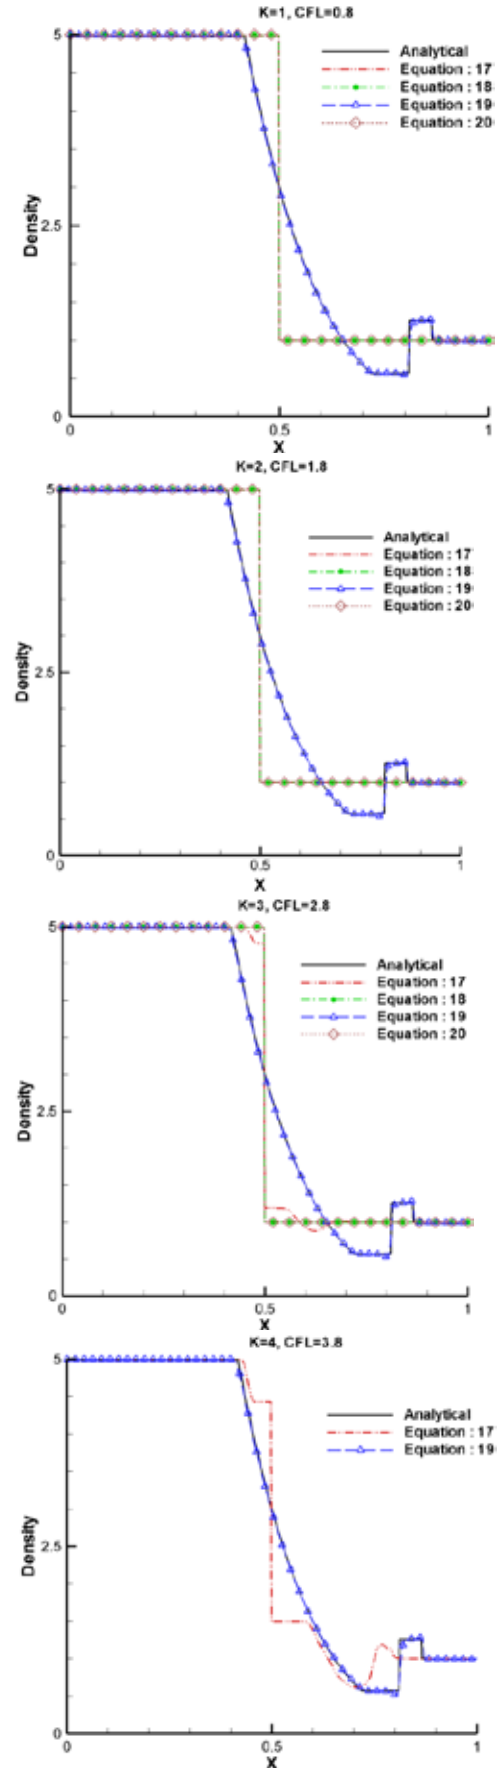 K=1, CFL=0.8
5
Analytical
Equation : 17
Equation : 18
Equation : 19
Equation : 20
Density
2.5
0
0
0.5
1
X
K=2, CFL=1.8
5
Analytical
Equation : 17
Equation : 18
Equation : 19
Equation : 20
Density
2.5
0
0
0.5
1
X
K=3, CFL=2.8
5
Analytical
Equation : 17
Equation : 18
Equation : 19
Equation : 20
Density
2.5
0
0
0.5
1
X
K=4, CFL=3.8
5
Analytical
Equation : 17
Equation : 19
Density
2.5
0
0
0.5
1
X